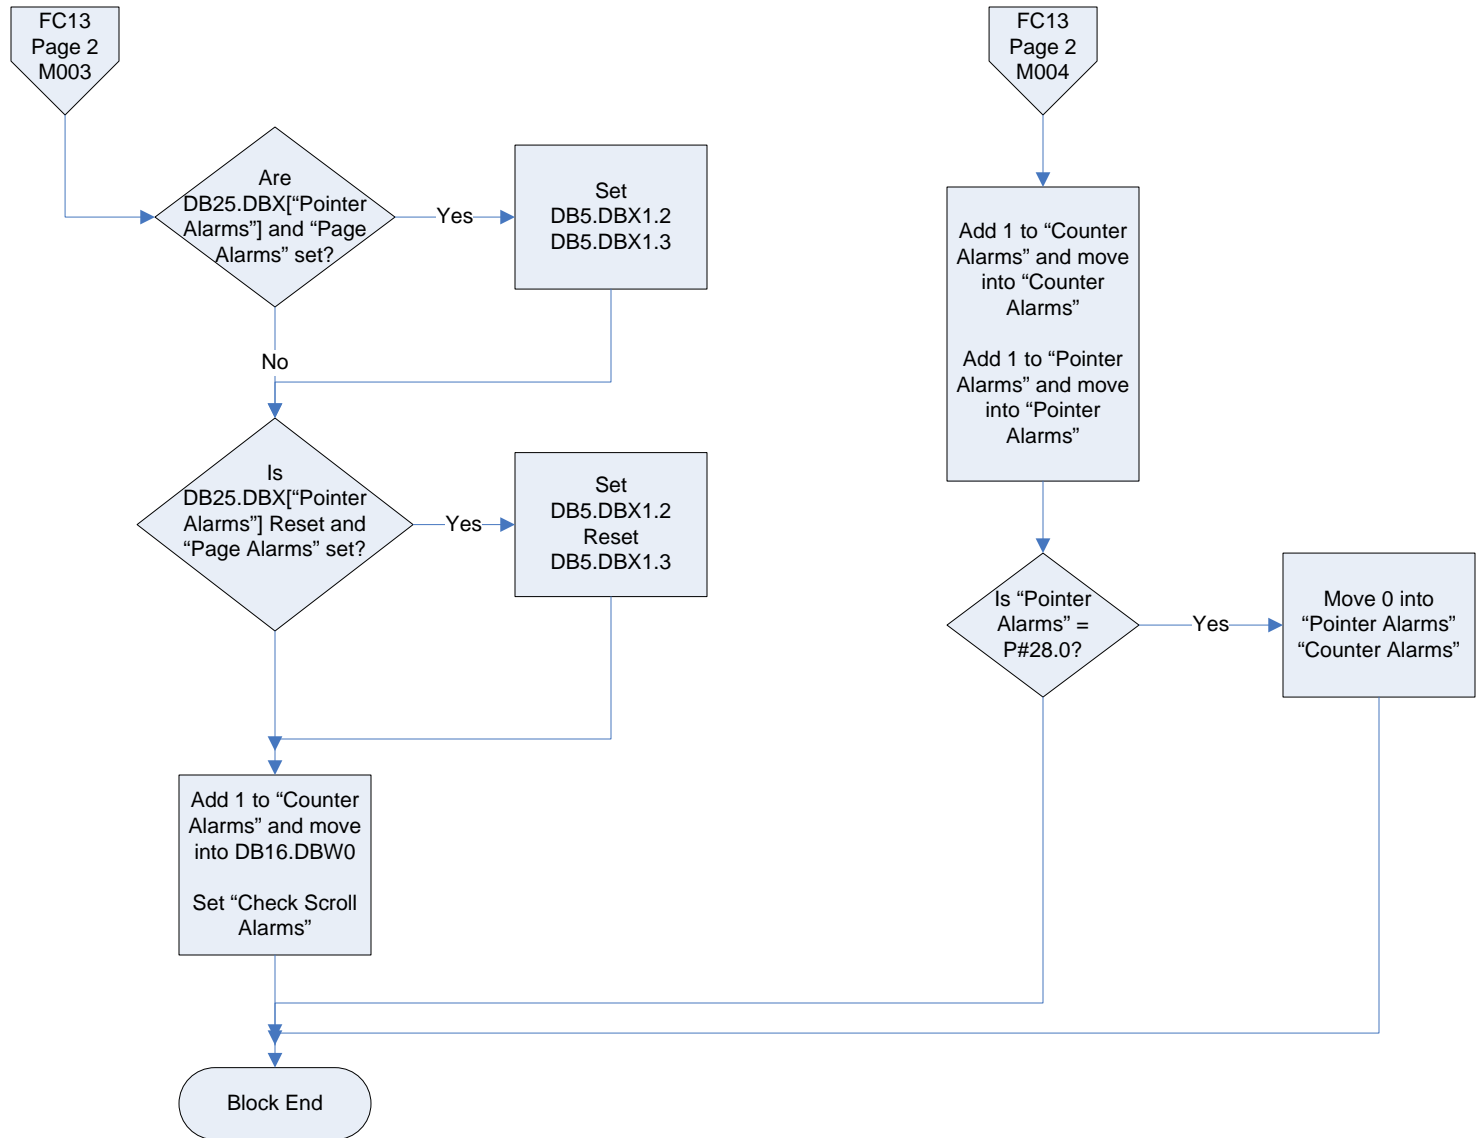 FC13
Page 2
M003
Are
DB25.DBX[“Pointer
Alarms”] and “Page
Alarms” set?
Yes
Set
DB5.DBX1.2
DB5.DBX1.3
No
Is
DB25.DBX[“Pointer
Alarms”] Reset and
“Page Alarms” set?
Yes
Set
DB5.DBX1.2
Reset
DB5.DBX1.3
Add 1 to “Counter
Alarms” and move
into DB16.DBW0
Set “Check Scroll
Alarms”
Block End
FC13
Page 2
M004
Add 1 to “Counter
Alarms” and move
into “Counter
Alarms”
Add 1 to “Pointer
Alarms” and move
into “Pointer
Alarms”
Is “Pointer
Alarms” =
P#28.0?
Yes
Move 0 into
“Pointer Alarms”
“Counter Alarms”